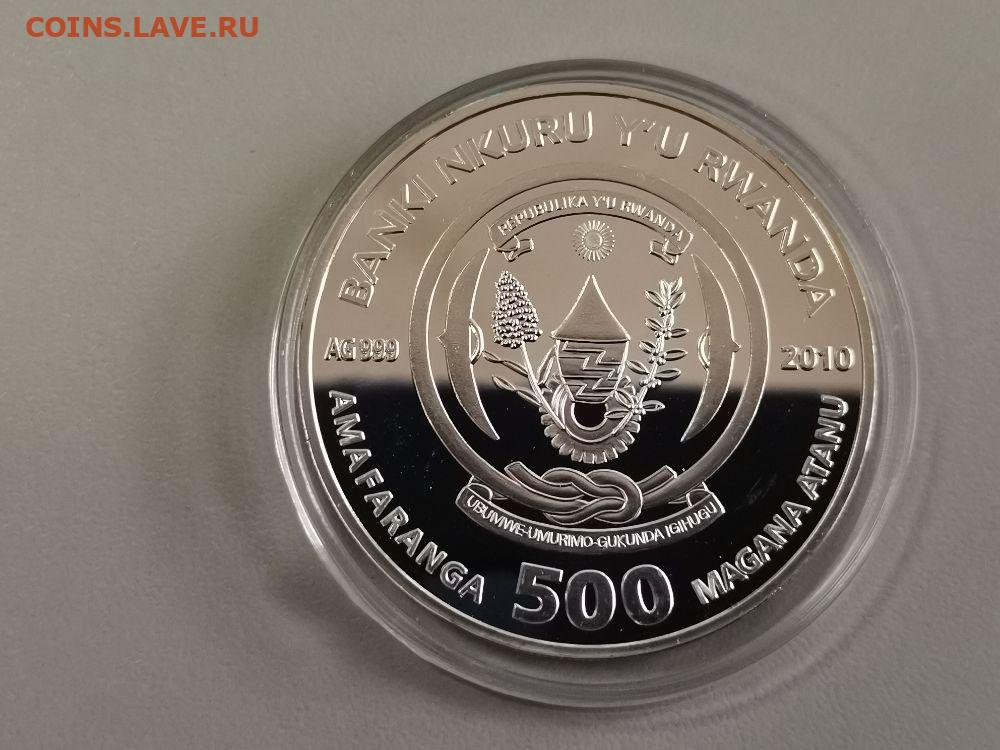 COINS.LAVE.RU
BANKI NKURU Y'U RWANDA
REPUBULIKA Y'U RWANDA
AG 999
2010
UBUMWE-UMURIMO-GUKUNDA IGIHUGU
AMAFARANGA
500
MAGANA ATANU